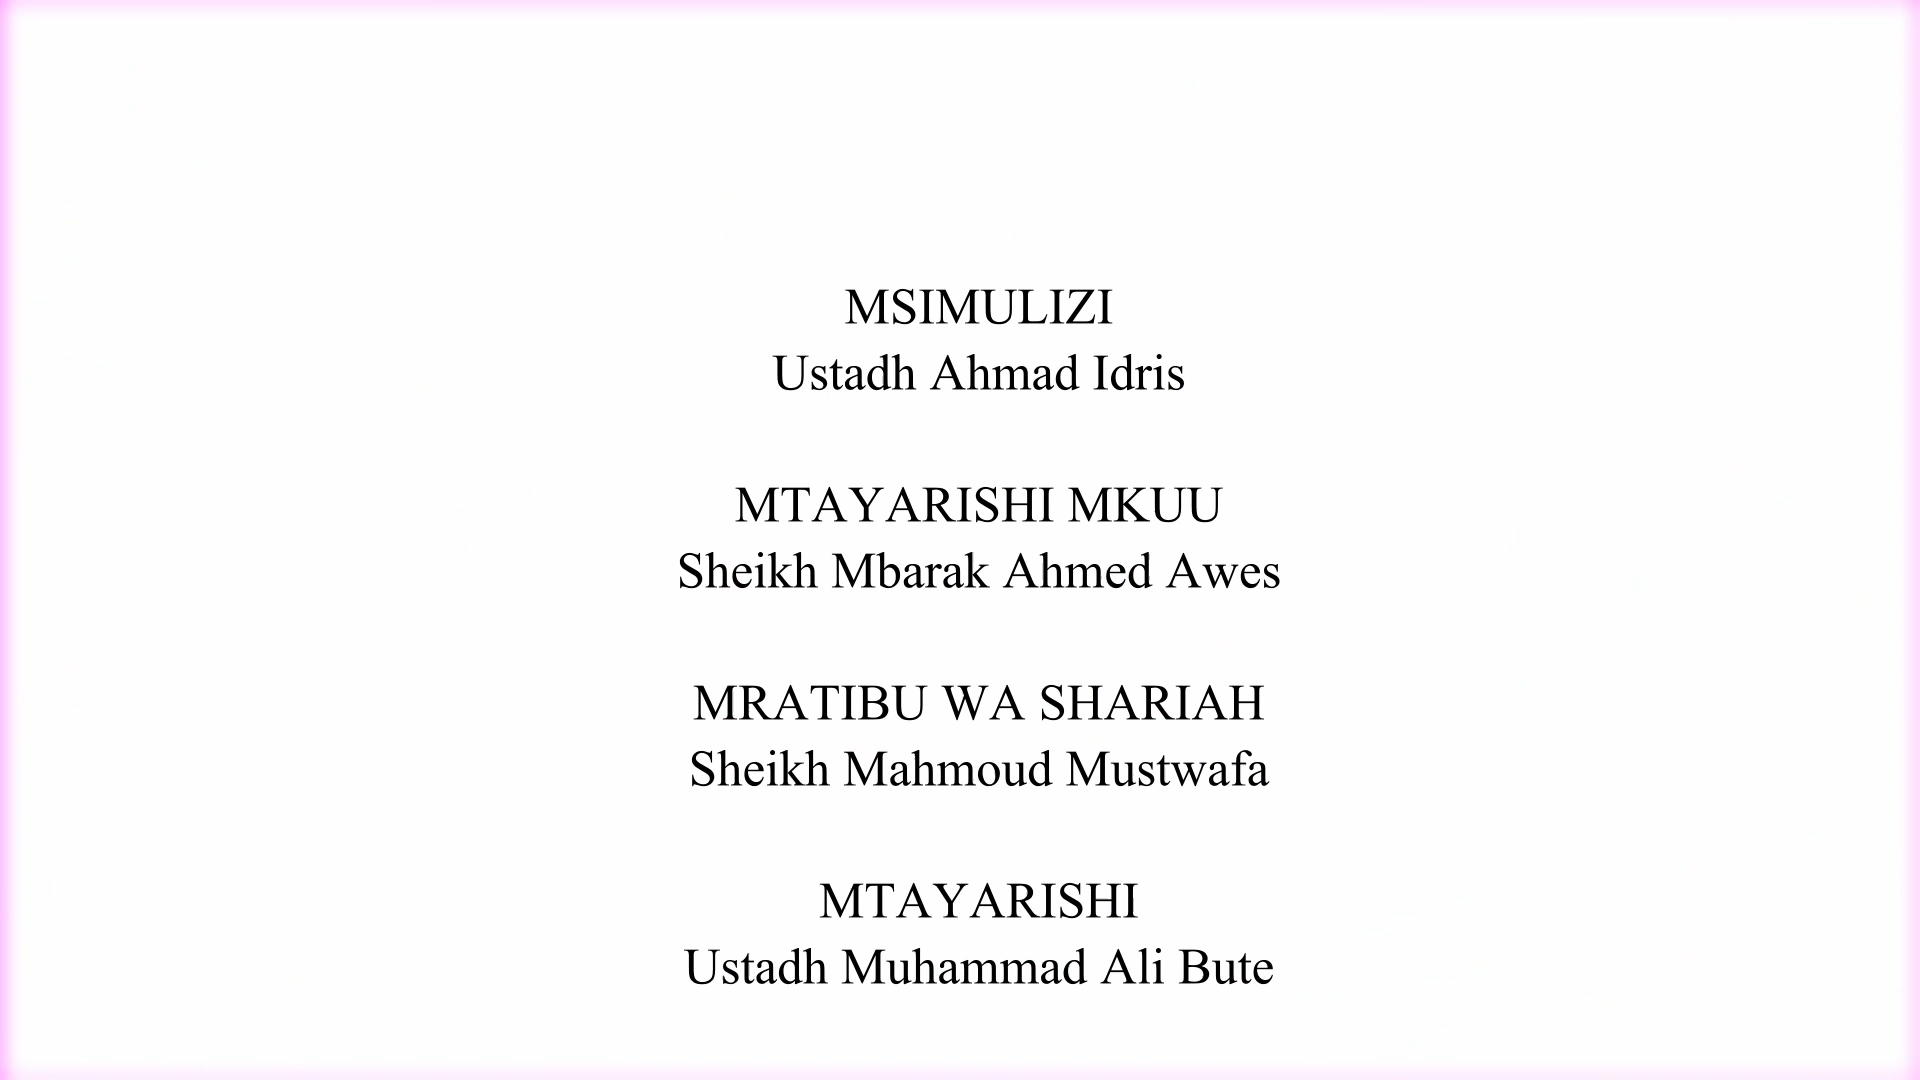 MSIMULIZI
Ustadh Ahmad Idris
MTAYARISHI MKUU
Sheikh Mbarak Ahmed Awes
MRATIBU WA SHARIAH
Sheikh Mahmoud Mustwafa
MTAYARISHI
Ustadh Muhammad Ali Bute